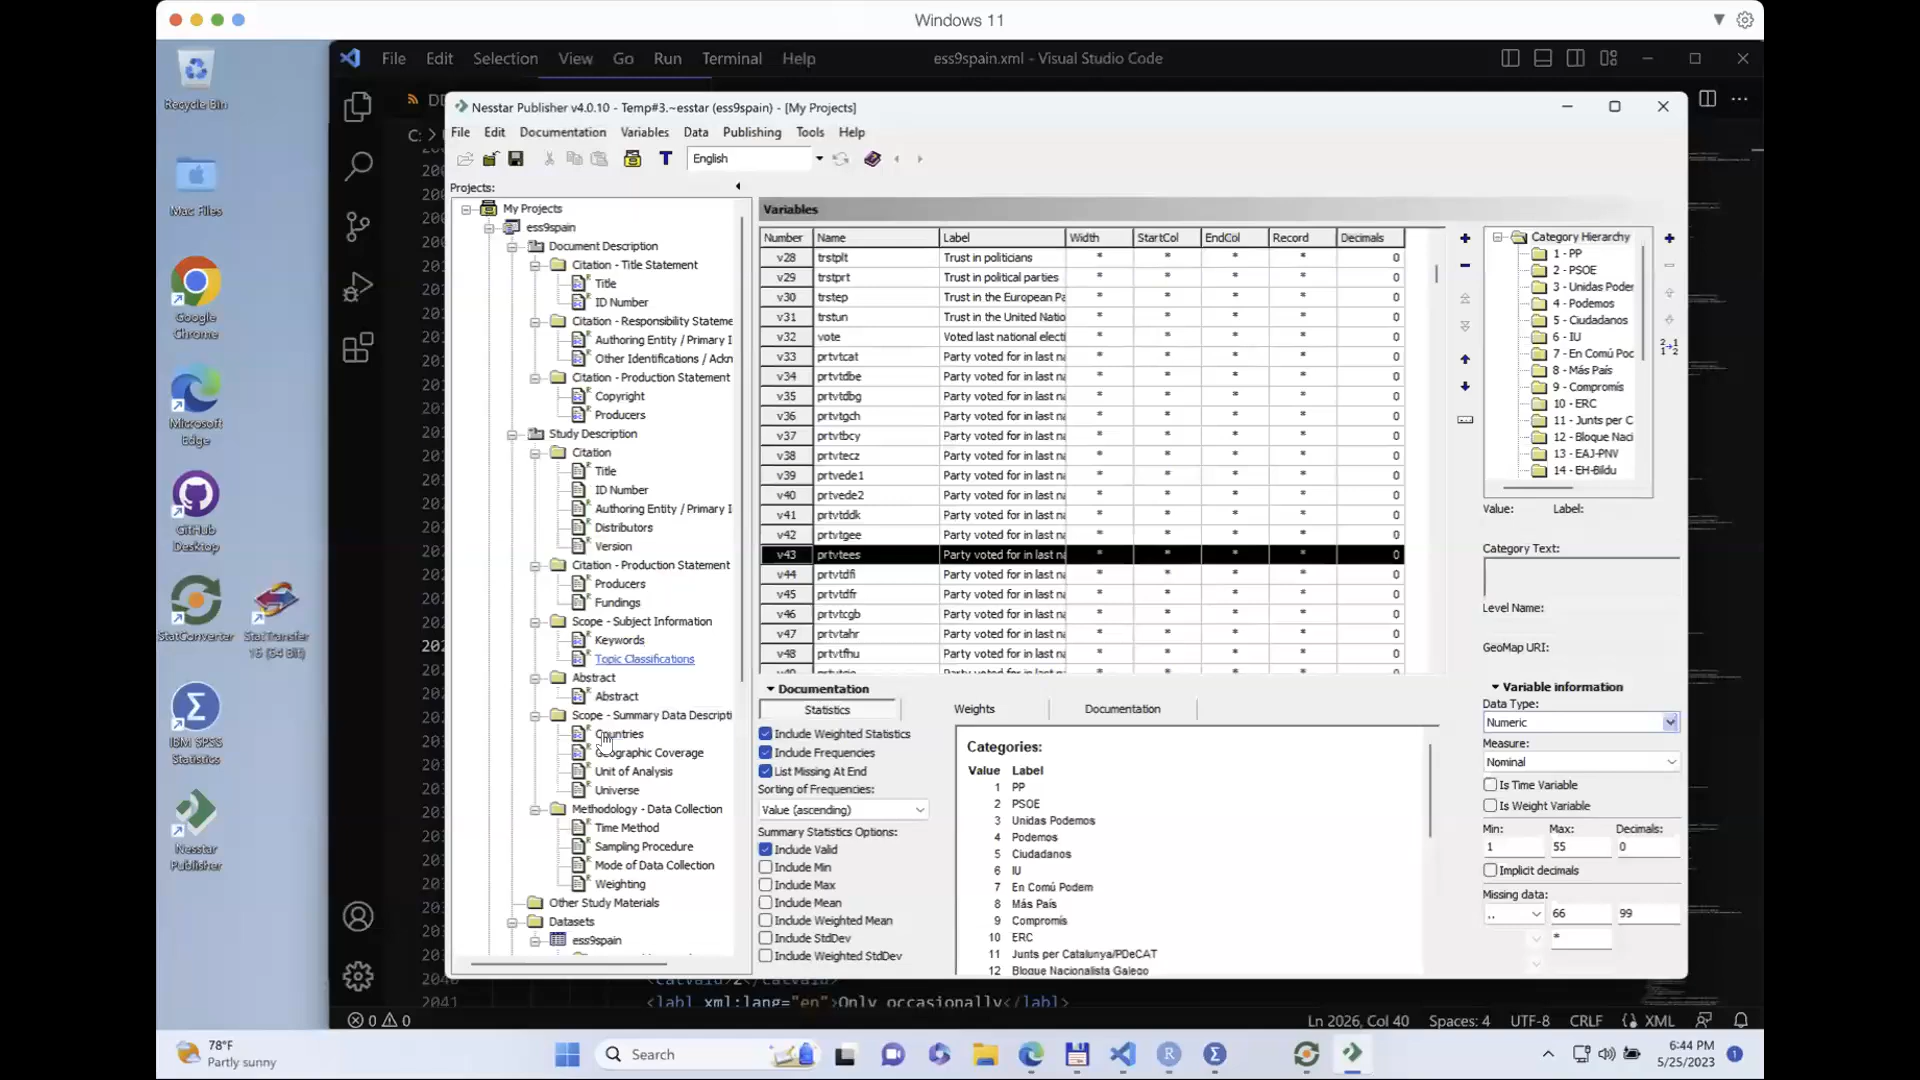 Windows 11
File Edit Selection View Go Run Terminal Help
ess9spain.xml - Visual Studio Code
Recycle Bin
Mac Files
Google Chrome
Microsoft Edge
GitHub Desktop
StatConverter
StatTransfer 16 (64 Bit)
IBM SPSS Statistics
Nesstar Publisher
Nesstar Publisher v4.0.10 - Temp#3.~esstar (ess9spain) - [My Projects]
File Edit Documentation Variables Data Publishing Tools Help
English
Projects:
My Projects
ess9spain
Document Description
Citation - Title Statement
Title
ID Number
Citation - Responsibility Stateme
Authoring Entity / Primary I
Other Identifications / Ackn
Citation - Production Statement
Copyright
Producers
Study Description
Citation
Title
ID Number
Authoring Entity / Primary I
Distributors
Version
Citation - Production Statement
Producers
Fundings
Scope - Subject Information
Keywords
Topic Classifications
Abstract
Abstract
Scope - Summary Data Descripti
Countries
Geographic Coverage
Unit of Analysis
Universe
Methodology - Data Collection
Time Method
Sampling Procedure
Mode of Data Collection
Weighting
Other Study Materials
Datasets
ess9spain
Variables
Number Name Label Width StartCol EndCol Record Decimals
v28 trstplt Trust in politicians * * * * 0
v29 trstprt Trust in political parties * * * * 0
v30 trstep Trust in the European Pa * * * * 0
v31 trstun Trust in the United Natio * * * * 0
v32 vote Voted last national electi * * * * 0
v33 prtvtcat Party voted for in last na * * * * 0
v34 prtvtdbe Party voted for in last na * * * * 0
v35 prtvtdbg Party voted for in last na * * * * 0
v36 prtvtgch Party voted for in last na * * * * 0
v37 prtvtbcy Party voted for in last na * * * * 0
v38 prtvtecz Party voted for in last na * * * * 0
v39 prtvede1 Party voted for in last na * * * * 0
v40 prtvede2 Party voted for in last na * * * * 0
v41 prtvtddk Party voted for in last na * * * * 0
v42 prtvtgee Party voted for in last na * * * * 0
v43 prtvtees Party voted for in last na * * * * 0
v44 prtvtdfi Party voted for in last na * * * * 0
v45 prtvtdfr Party voted for in last na * * * * 0
v46 prtvtcgb Party voted for in last na * * * * 0
v47 prtvtahr Party voted for in last na * * * * 0
v48 prtvtfhu Party voted for in last na * * * * 0
Category Hierarchy
1 - PP
2 - PSOE
3 - Unidas Poder
4 - Podemos
5 - Ciudadanos
6 - IU
7 - En Comú Poc
8 - Más País
9 - Compromís
10 - ERC
11 - Junts per C
12 - Bloque Naci
13 - EAJ-PNV
14 - EH-Bildu
Value: Label:
Category Text:
Level Name:
GeoMap URI:
Documentation
Statistics Weights Documentation
Include Weighted Statistics
Include Frequencies
List Missing At End
Sorting of Frequencies:
Value (ascending)
Summary Statistics Options:
Include Valid
Include Min
Include Max
Include Mean
Include Weighted Mean
Include StdDev
Include Weighted StdDev
Categories:
Value Label
1 PP
2 PSOE
3 Unidas Podemos
4 Podemos
5 Ciudadanos
6 IU
7 En Comú Podem
8 Más País
9 Compromís
10 ERC
11 Junts per Catalunya/PDeCAT
12 Bloque Nacionalista Galego
Variable information
Data Type:
Numeric
Measure:
Nominal
Is Time Variable
Is Weight Variable
Min: Max: Decimals:
1 55 0
Implicit decimals
Missing data:
.. 66 99
*
2041 <labl xml:lang="en">Only occasionally</labl>
0 0
Ln 2026, Col 40 Spaces: 4 UTF-8 CRLF XML
78°F
Partly sunny
Search
6:44 PM
5/25/2023
1